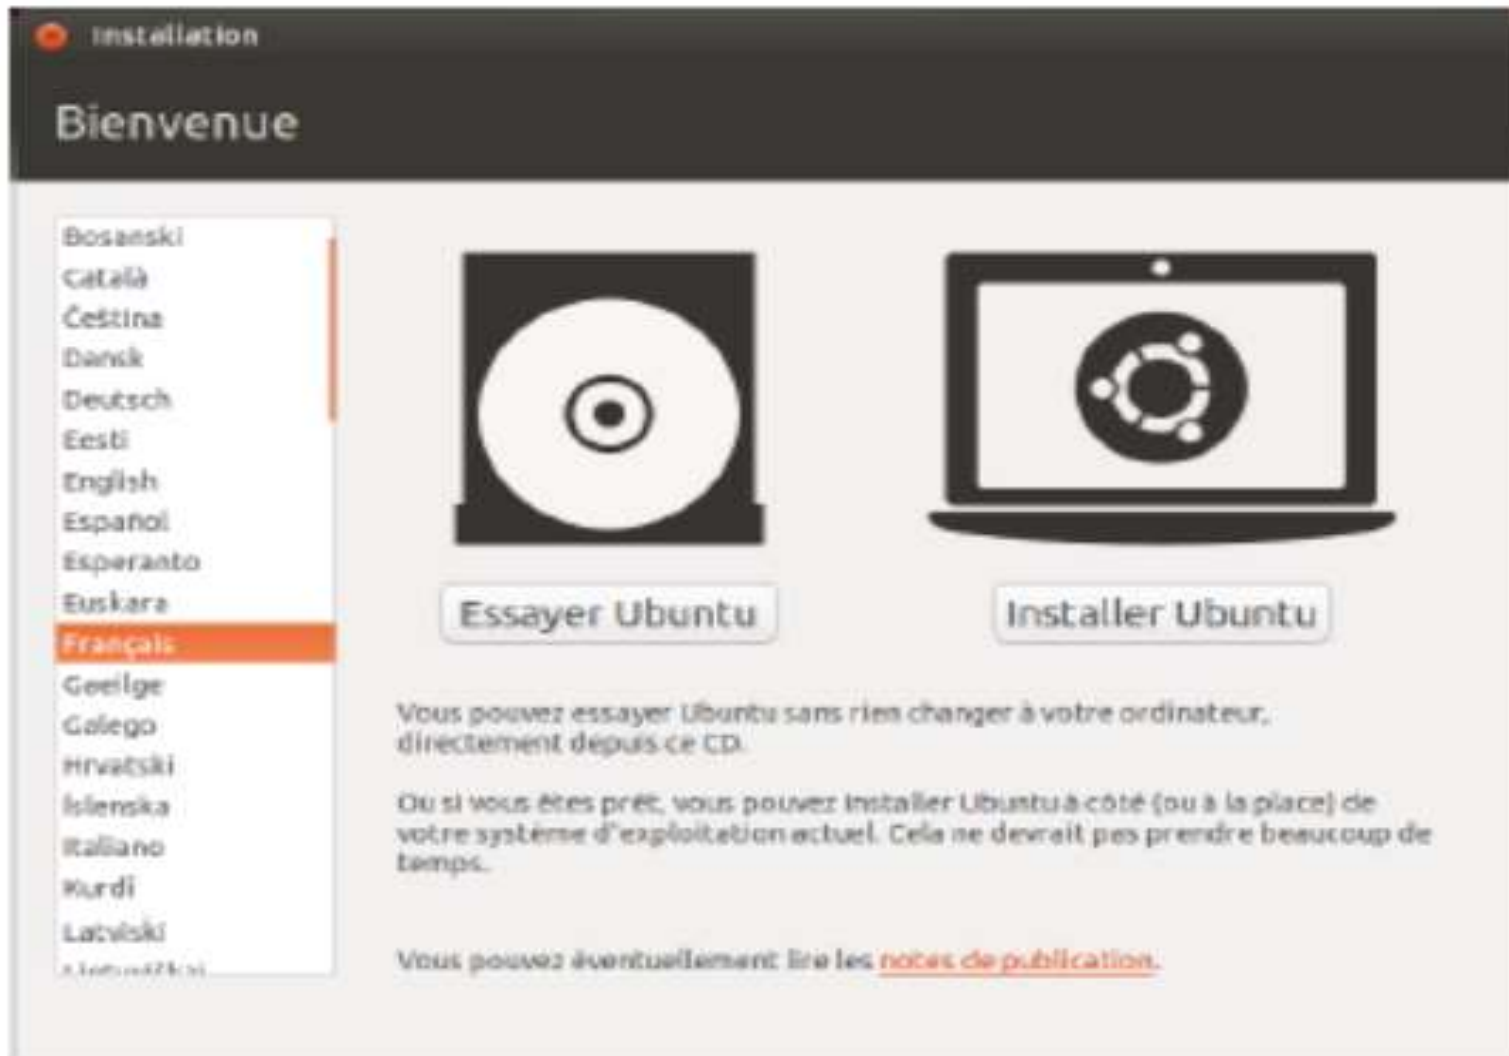 Installation
Bienvenue
Bosanski
Català
Čeština
Dansk
Deutsch
Eesti
English
Español
Esperanto
Euskara
Français
Gaeilge
Galego
Hrvatski
Íslenska
Italiano
Kurdî
Latviski
Essayer Ubuntu
Installer Ubuntu
Vous pouvez essayer Ubuntu sans rien changer à votre ordinateur,
directement depuis ce CD.
Ou si vous êtes prêt, vous pouvez installer Ubuntu à côté (ou à la place) de
votre système d'exploitation actuel. Cela ne devrait pas prendre beaucoup de
temps.
Vous pouvez éventuellement lire les notes de publication.